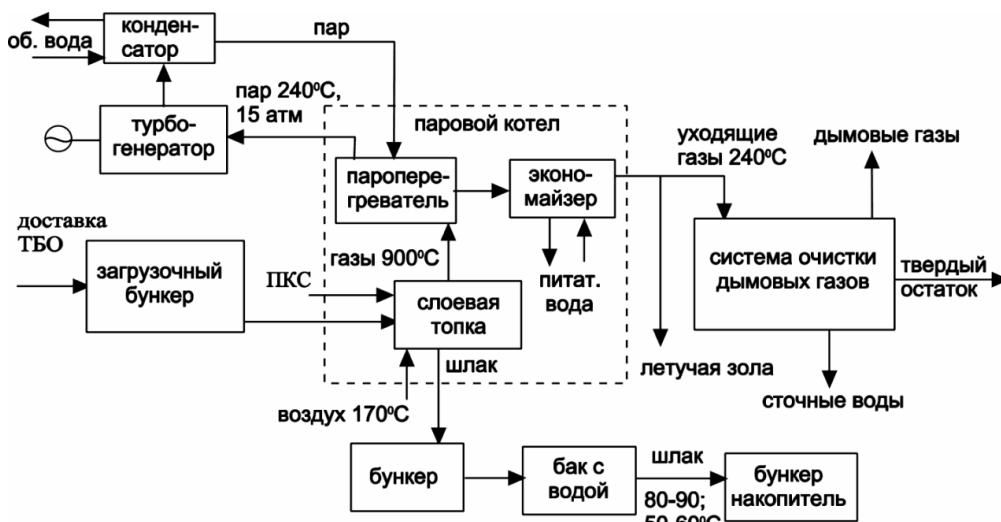 конден-
сатор
об. вода
пар
пар 240⁰С,
15 атм
турбо-
генератор
паровой котел
паропере-
греватель
эконо-
майзер
уходящие
газы 240⁰С
дымовые газы
доставка
ТБО
загрузочный
бункер
газы 900⁰С
ПКС
слоевая
топка
питат.
вода
система очистки
дымовых газов
твердый
остаток
шлак
летучая зола
сточные воды
воздух 170⁰С
бункер
бак с
водой
шлак
80-90;
50-60⁰С
бункер
накопитель